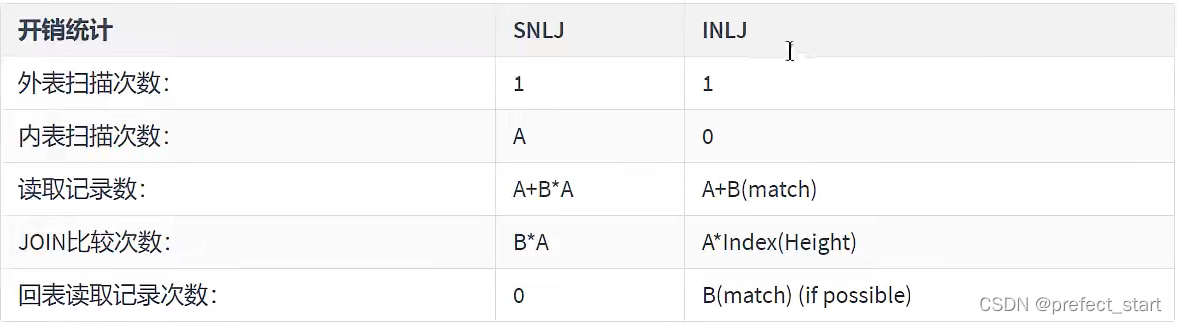 开销统计 SNLJ INLJ
外表扫描次数: 1 1
内表扫描次数: A 0
读取记录数: A+B*A A+B(match)
JOIN比较次数: B*A A*Index(Height)
回表读取记录次数: 0 B(match) (if possible)
CSDN @prefect_start